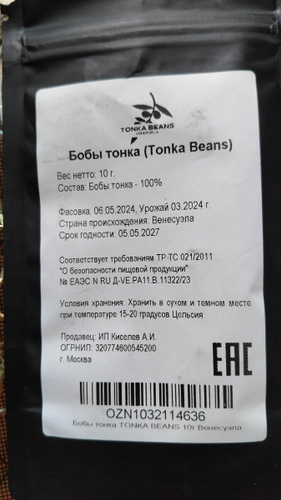 TONKA BEANS
VENEZUELA
Бобы тонка (Tonka Beans)
Вес нетто: 10 г.
Состав: Бобы тонка - 100%
Фасовка: 06.05.2024, Урожай 03.2024 г.
Страна происхождения: Венесуэла
Срок годности: 05.05.2027
Соответствует требованиям ТР ТС 021/2011
"О безопасности пищевой продукции"
№ ЕАЭС N RU Д-VE.РА11.В.11322/23
Условия хранения: Хранить в сухом и темном месте
при температуре 15-20 градусов Цельсия
Продавец: ИП Киселев А.И.
ОГРНИП: 320774600545200
г. Москва
EAC
OZN1032114636
Бобы тонка TONKA BEANS 10г Венесуэла